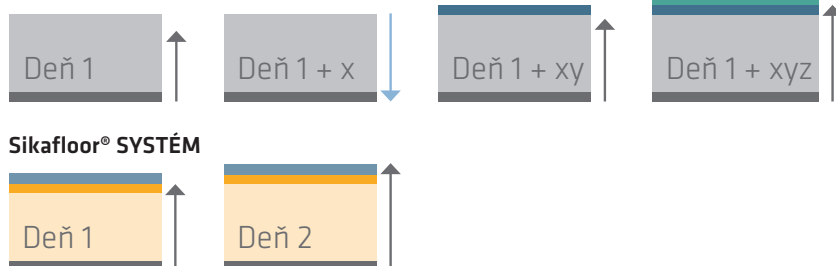 Deň 1
Deň 1 + x
Deň 1 + xy
Deň 1 + xyz
Sikafloor® SYSTÉM
Deň 1
Deň 2